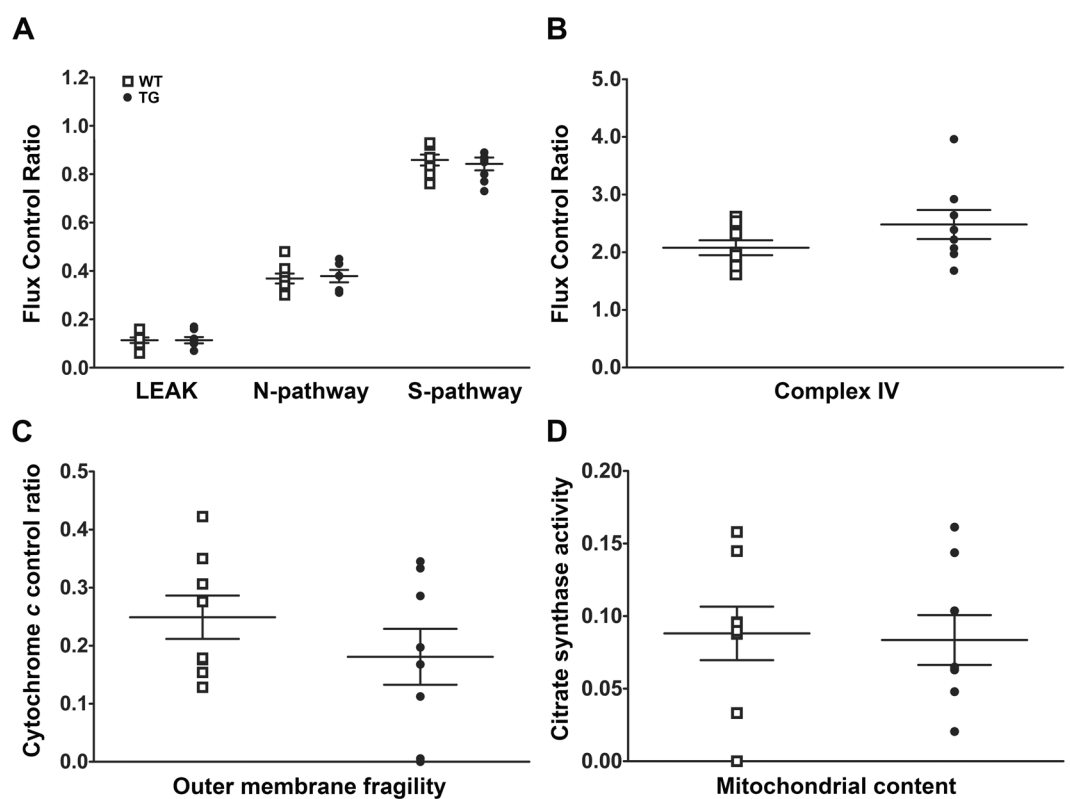 A
Flux Control Ratio
1.2
1.0
0.8
0.6
0.4
0.2
0.0
WT
TG
LEAK N-pathway S-pathway
B
Flux Control Ratio
5.0
4.0
3.0
2.0
1.0
0.0
Complex IV
C
Cytochrome c control ratio
0.5
0.4
0.3
0.2
0.1
0.0
Outer membrane fragility
D
Citrate synthase activity
0.20
0.15
0.10
0.05
0.00
Mitochondrial content